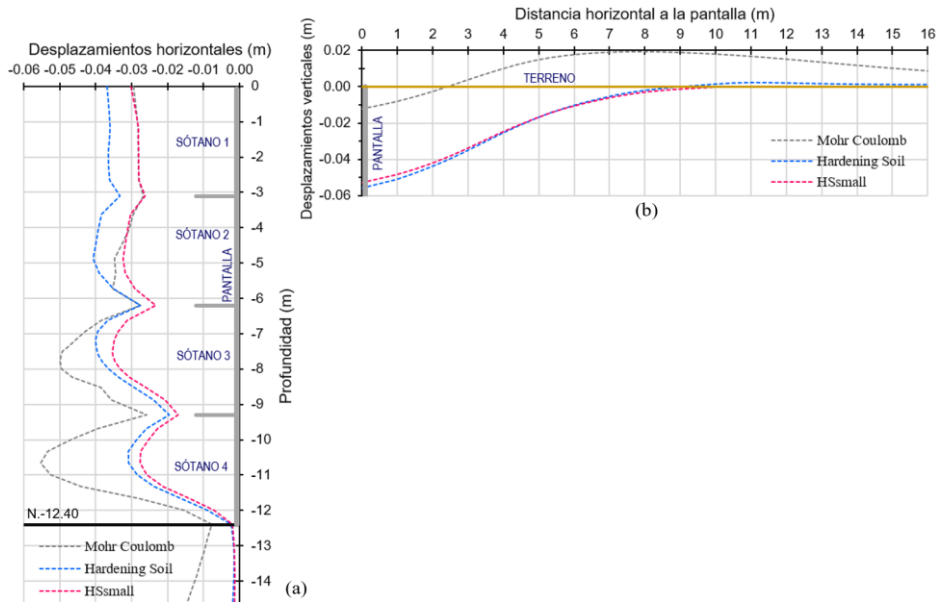 Desplazamientos horizontales (m)
-0.06 -0.05 -0.04 -0.03 -0.02 -0.01 0.00
0
-1
-2
-3
-4
-5
-6
-7
-8
-9
-10
-11
-12
-13
-14
Profundidad (m)
SÓTANO 1
SÓTANO 2
PANTALLA
SÓTANO 3
SÓTANO 4
N.-12.40
Mohr Coulomb
Hardening Soil
HSsmall
(a)
Distancia horizontal a la pantalla (m)
0 1 2 3 4 5 6 7 8 9 10 11 12 13 14 15 16
Desplazamientos verticales (m)
0.02
0.00
-0.02
-0.04
-0.06
TERRENO
PANTALLA
Mohr Coulomb
Hardening Soil
HSsmall
(b)